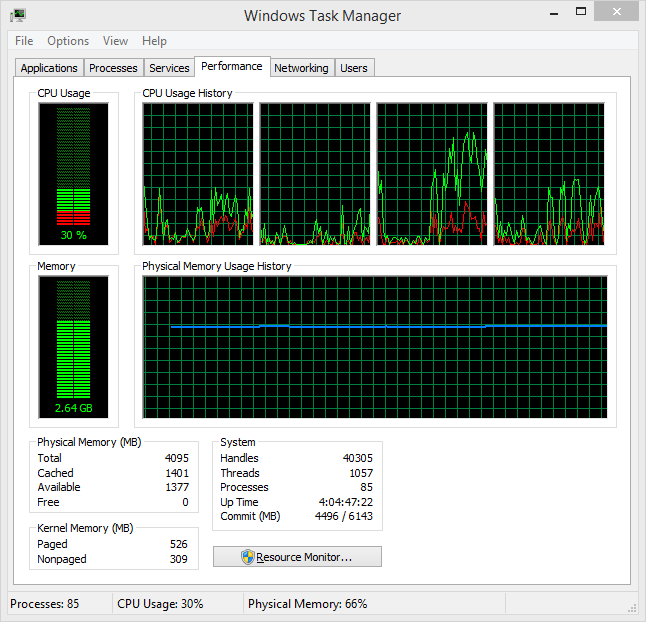 Windows Task Manager
File Options View Help
Applications Processes Services Performance Networking Users
CPU Usage CPU Usage History
30 %
Memory Physical Memory Usage History
2.64 GB
Physical Memory (MB)
Total 4095
Cached 1401
Available 1377
Free 0
Kernel Memory (MB)
Paged 526
Nonpaged 309
System
Handles 40305
Threads 1057
Processes 85
Up Time 4:04:47:22
Commit (MB) 4496 / 6143
Resource Monitor...
Processes: 85 CPU Usage: 30% Physical Memory: 66%